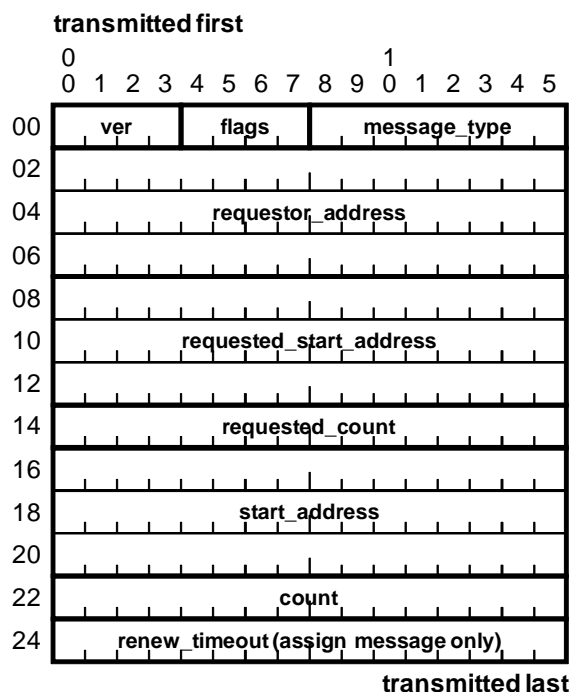 transmitted first
0 1
0 1 2 3 4 5 6 7 8 9 0 1 2 3 4 5
00 ver flags message_type
02
04 requestor_address
06
08
10 requested_start_address
12
14 requested_count
16
18 start_address
20
22 count
24 renew_timeout (assign message only)
transmitted last